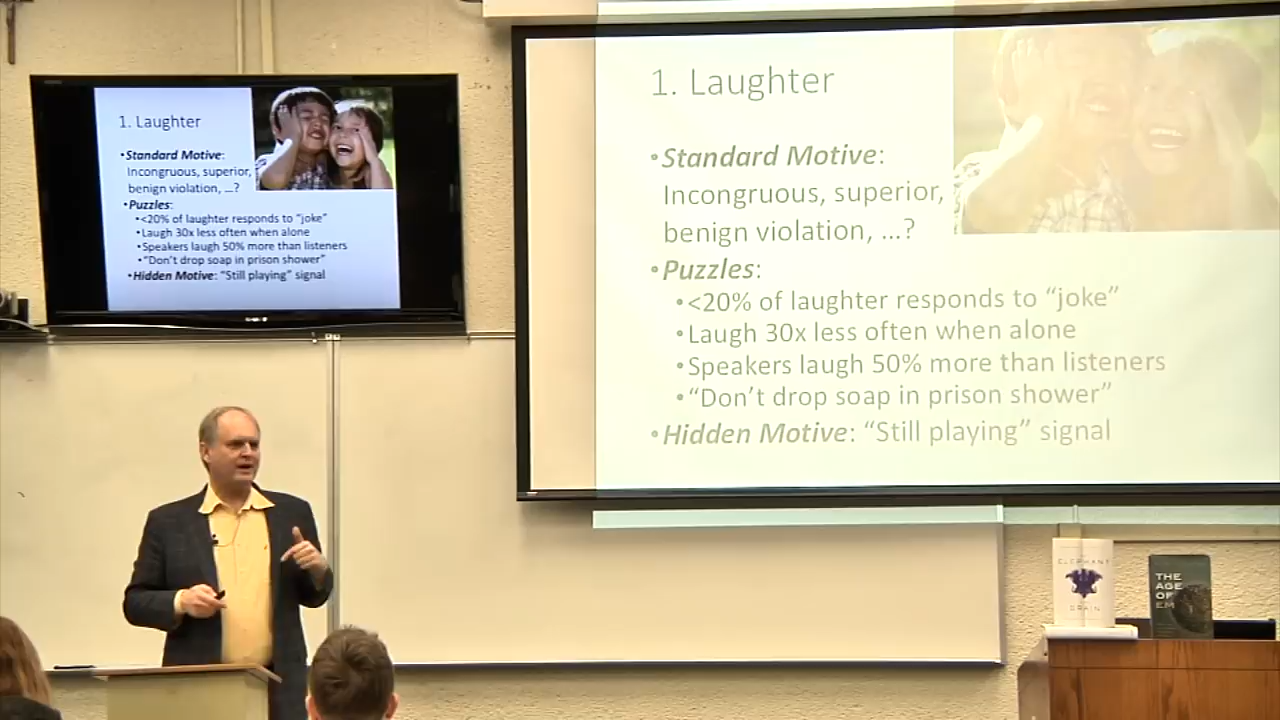 1. Laughter
•Standard Motive:
Incongruous, superior,
benign violation, ...?
•Puzzles:
•<20% of laughter responds to “joke”
•Laugh 30x less often when alone
•Speakers laugh 50% more than listeners
•“Don’t drop soap in prison shower”
•Hidden Motive: “Still playing” signal
1. Laughter
•Standard Motive:
Incongruous, superior,
benign violation, ...?
•Puzzles:
•<20% of laughter responds to “joke”
•Laugh 30x less often when alone
•Speakers laugh 50% more than listeners
•“Don’t drop soap in prison shower”
•Hidden Motive: “Still playing” signal
ELEPHANT
BRAIN
THE
AGE
OF
EM